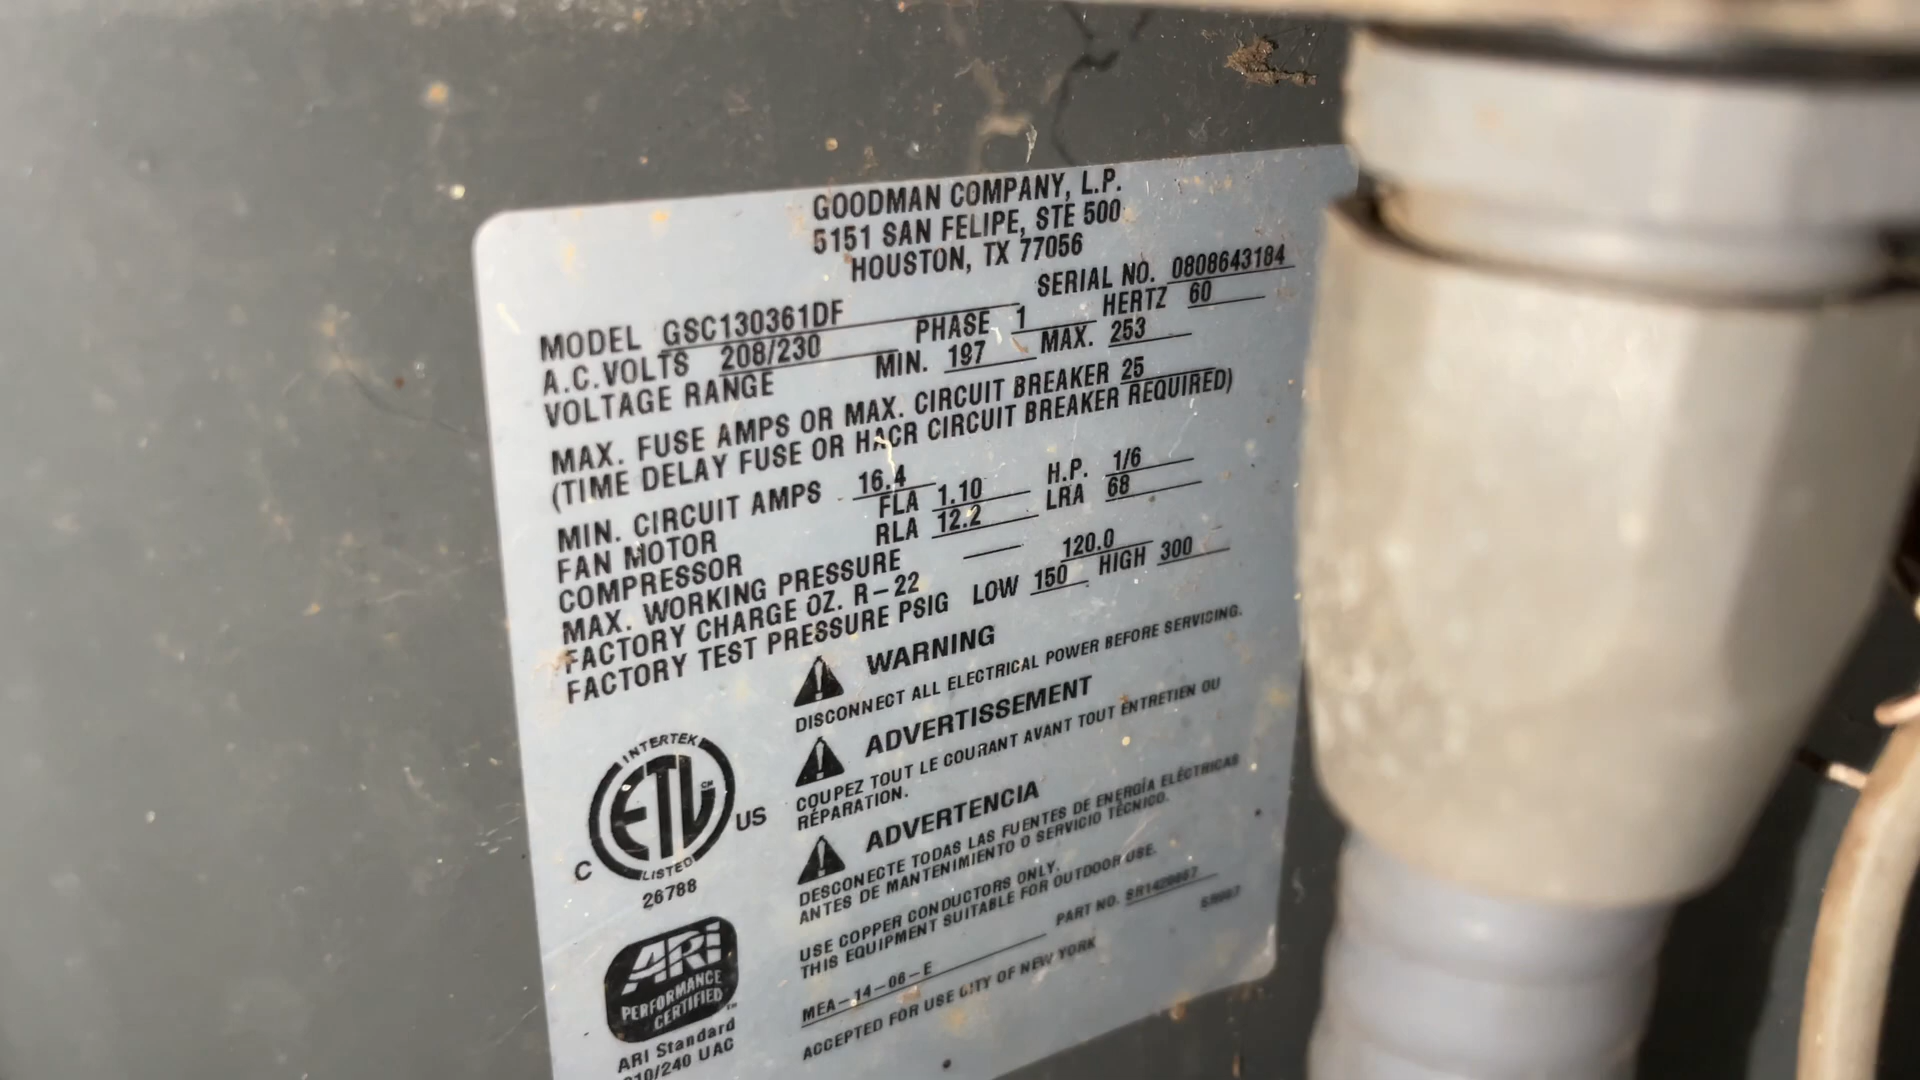 GOODMAN COMPANY, L.P.
5151 SAN FELIPE, STE 500
HOUSTON, TX 77056
SERIAL NO. 0808643184
MODEL GSC130361DF
PHASE 1 HERTZ 60
A.C. VOLTS 208/230
VOLTAGE RANGE MIN. 197 MAX. 253
MAX. FUSE AMPS OR MAX. CIRCUIT BREAKER 25
(TIME DELAY FUSE OR HACR CIRCUIT BREAKER REQUIRED)
MIN. CIRCUIT AMPS 16.4
FAN MOTOR FLA 1.10 H.P. 1/6
COMPRESSOR RLA 12.2 LRA 68
MAX. WORKING PRESSURE
FACTORY CHARGE OZ. R-22 120.0
FACTORY TEST PRESSURE PSIG LOW 150 HIGH 300
WARNING
DISCONNECT ALL ELECTRICAL POWER BEFORE SERVICING.
ADVERTISSEMENT
COUPEZ TOUT LE COURANT AVANT TOUT ENTRETIEN OU
RÉPARATION.
ADVERTENCIA
DESCONECTE TODAS LAS FUENTES DE ENERGÍA ELÉCTRICAS
ANTES DE MANTENIMIENTO O SERVICIO TÉCNICO.
USE COPPER CONDUCTORS ONLY.
THIS EQUIPMENT SUITABLE FOR OUTDOOR USE.
PART NO.
MEA-14-06-E
ACCEPTED FOR USE CITY OF NEW YORK
INTERTEK
ETL CM
C US
LISTED
26788
ARI
PERFORMANCE
CERTIFIED
ARI Standard
210/240 UAC